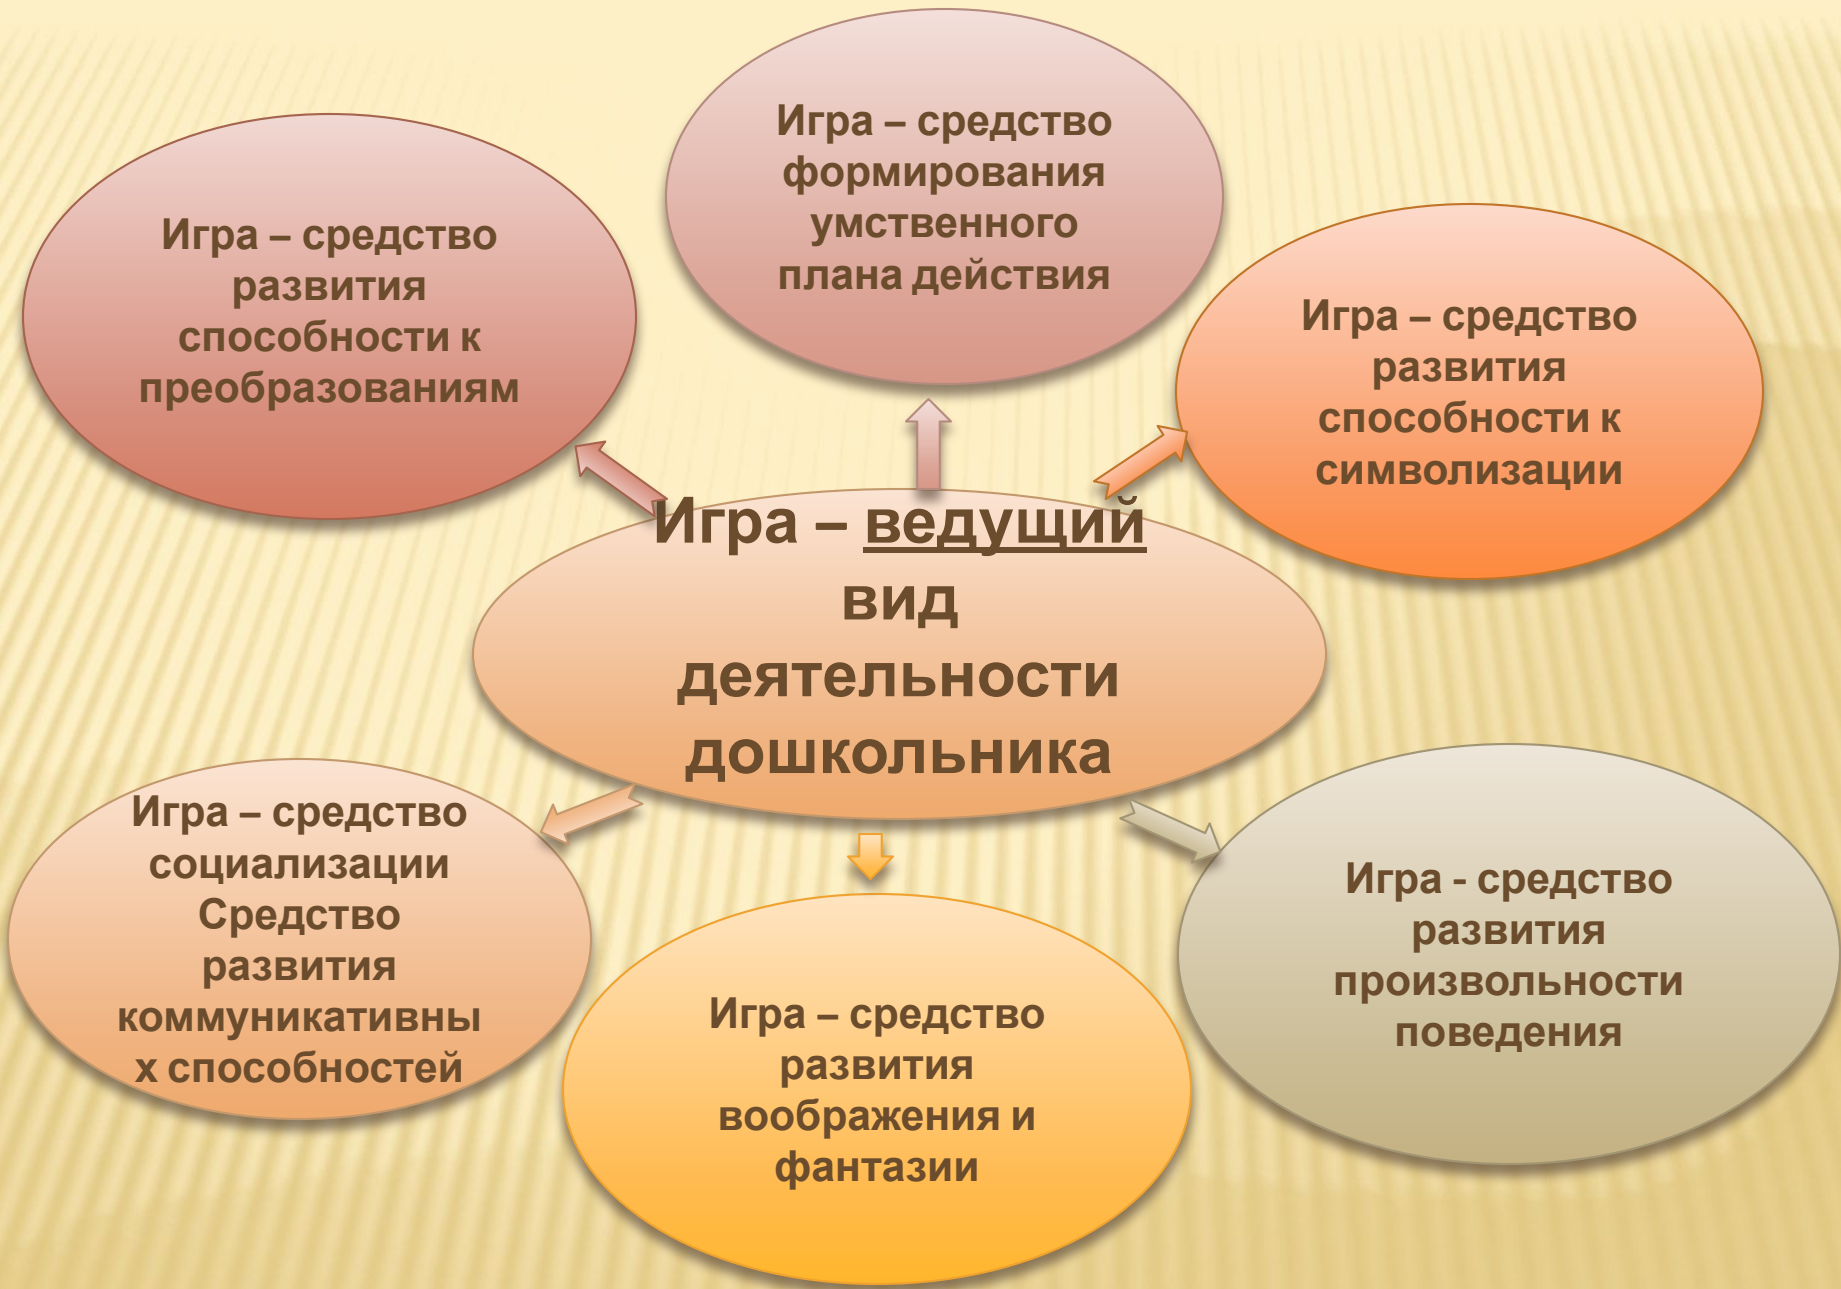 Игра – средство
формирования
умственного
плана действия
Игра – средство
развития
способности к
преобразованиям
Игра – средство
развития
способности к
символизации
Игра – ведущий
вид
деятельности
дошкольника
Игра – средство
социализации
Средство
развития
коммуникативны
х способностей
Игра - средство
развития
произвольности
поведения
Игра – средство
развития
воображения и
фантазии